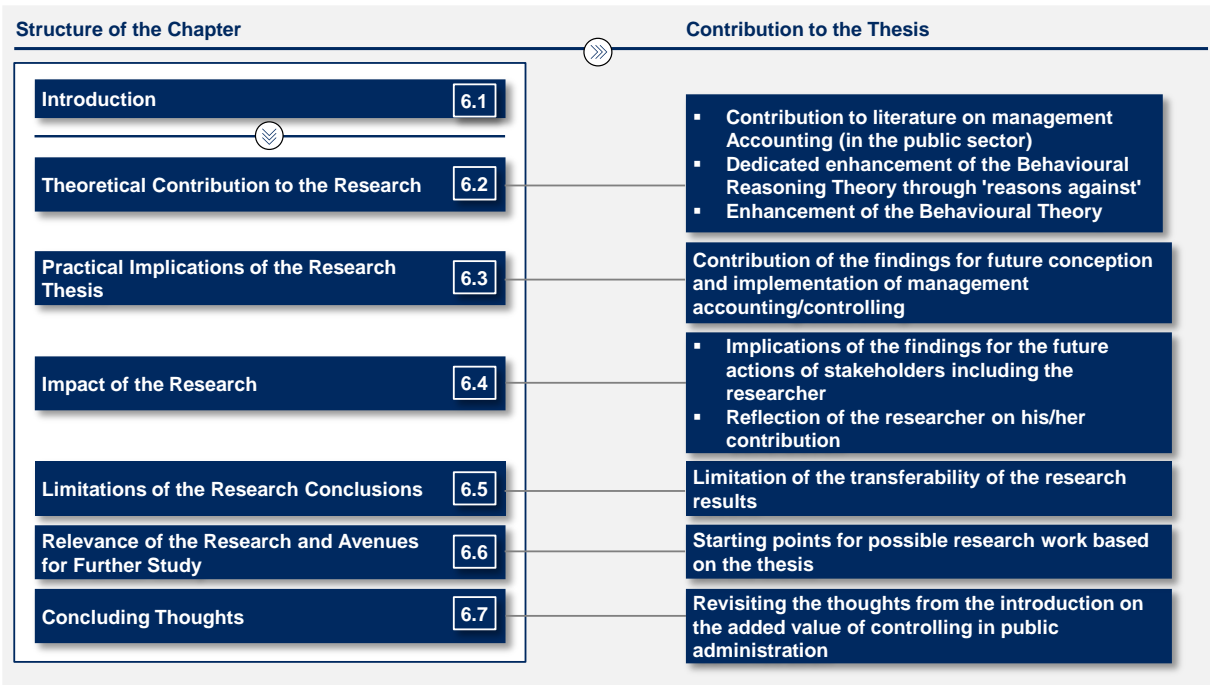 Structure of the Chapter
Contribution to the Thesis
Introduction
6.1
Theoretical Contribution to the Research
6.2
▪ Contribution to literature on management
Accounting (in the public sector)
▪ Dedicated enhancement of the Behavioural
Reasoning Theory through 'reasons against'
▪ Enhancement of the Behavioural Theory
Practical Implications of the Research
Thesis
6.3
Contribution of the findings for future conception
and implementation of management
accounting/controlling
Impact of the Research
6.4
▪ Implications of the findings for the future
actions of stakeholders including the
researcher
▪ Reflection of the researcher on his/her
contribution
Limitations of the Research Conclusions
6.5
Limitation of the transferability of the research
results
Relevance of the Research and Avenues
for Further Study
6.6
Starting points for possible research work based
on the thesis
Concluding Thoughts
6.7
Revisiting the thoughts from the introduction on
the added value of controlling in public
administration